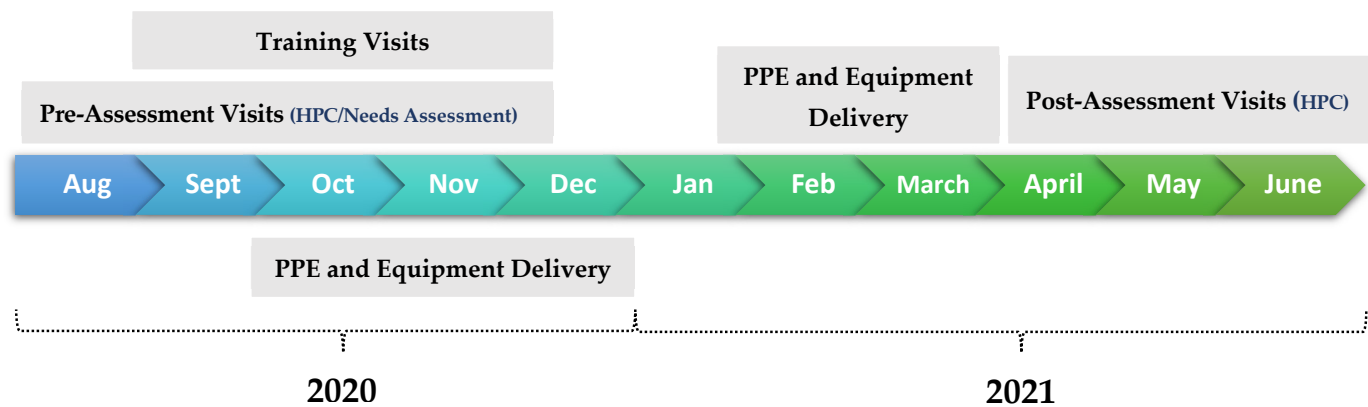 Training Visits
Pre-Assessment Visits (HPC/Needs Assessment)
PPE and Equipment
Delivery
Post-Assessment Visits (HPC)
Aug Sept Oct Nov Dec Jan Feb March April May June
PPE and Equipment Delivery
2020 2021